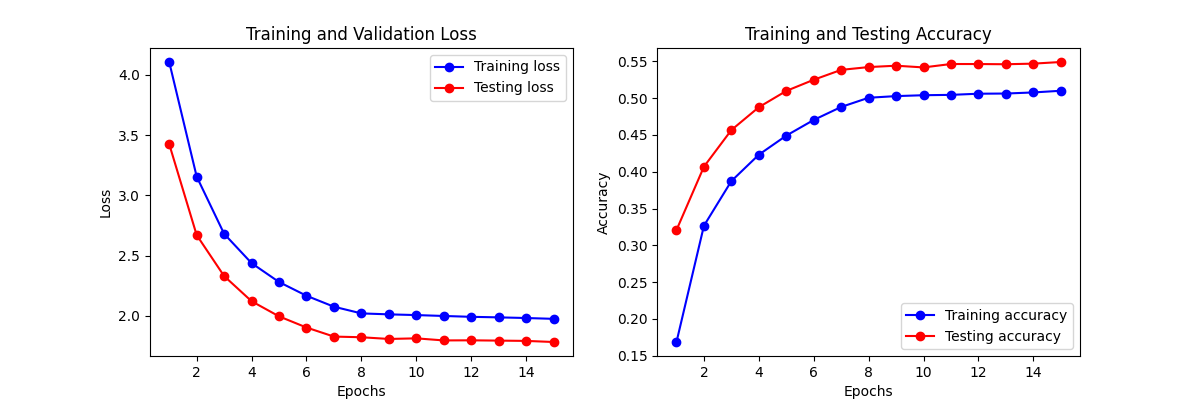 Training and Validation Loss
Training loss
Testing loss
4.0
3.5
3.0
2.5
2.0
Loss
2 4 6 8 10 12 14
Epochs
Training and Testing Accuracy
0.55
0.50
0.45
0.40
0.35
0.30
0.25
0.20
0.15
Accuracy
Training accuracy
Testing accuracy
2 4 6 8 10 12 14
Epochs